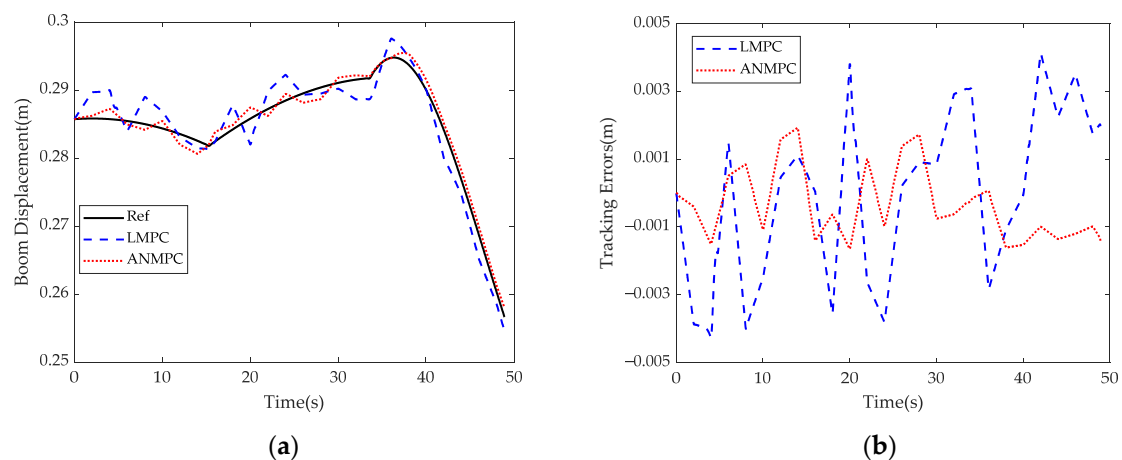 0.3
0.29
0.28
0.27
0.26
0.25
Boom Displacement(m)
Ref
LMPC
ANMPC
0 10 20 30 40 50
Time(s)
(a)
0.005
0.003
0.001
−0.001
−0.003
−0.005
Tracking Errors(m)
LMPC
ANMPC
0 10 20 30 40 50
Time(s)
(b)